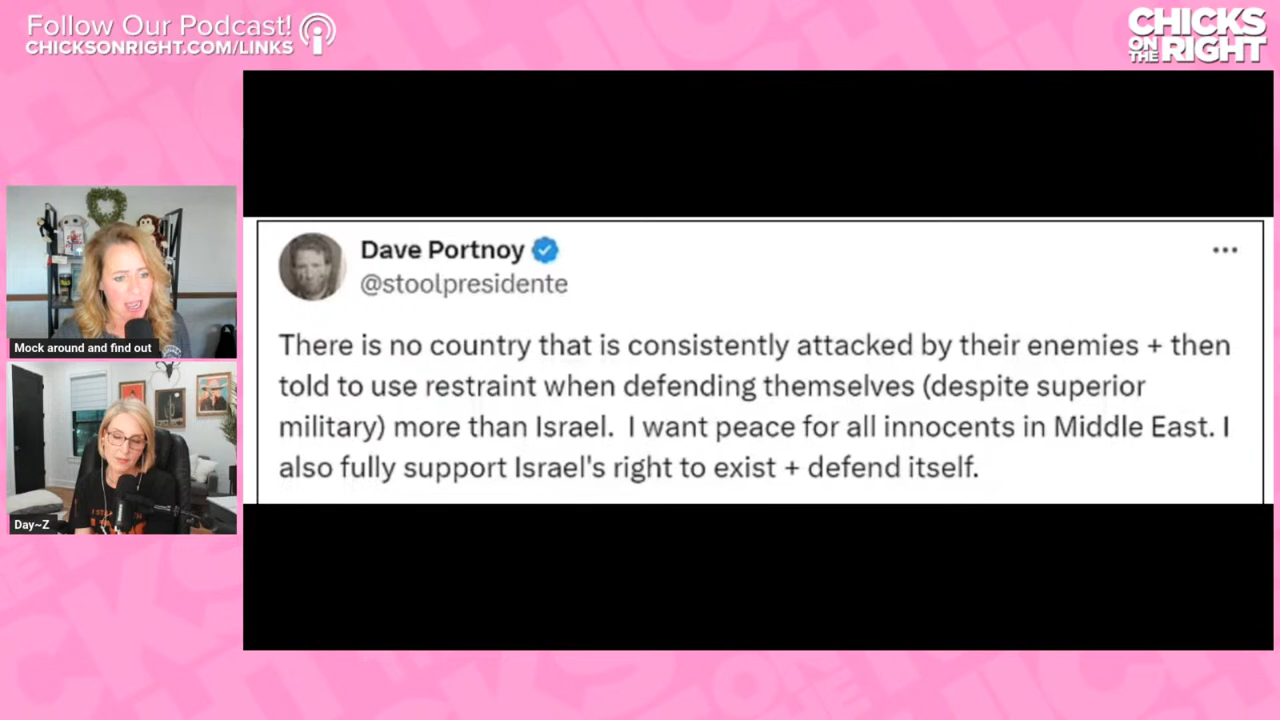 Follow Our Podcast!
CHICKSONRIGHT.COM/LINKS
CHICKS
ON THE RIGHT
Mock around and find out
Day~Z
Dave Portnoy
@stoolpresidente
There is no country that is consistently attacked by their enemies + then
told to use restraint when defending themselves (despite superior
military) more than Israel.  I want peace for all innocents in Middle East. I
also fully support Israel's right to exist + defend itself.